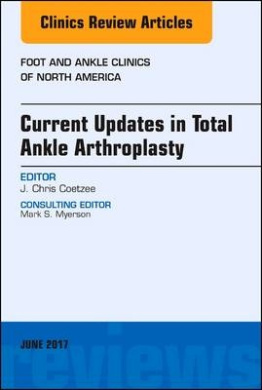 Clinics Review Articles
FOOT AND ANKLE CLINICS
OF NORTH AMERICA
Current Updates in Total
Ankle Arthroplasty
EDITOR
J. Chris Coetzee
CONSULTING EDITOR
Mark S. Myerson
JUNE 2017
reviews